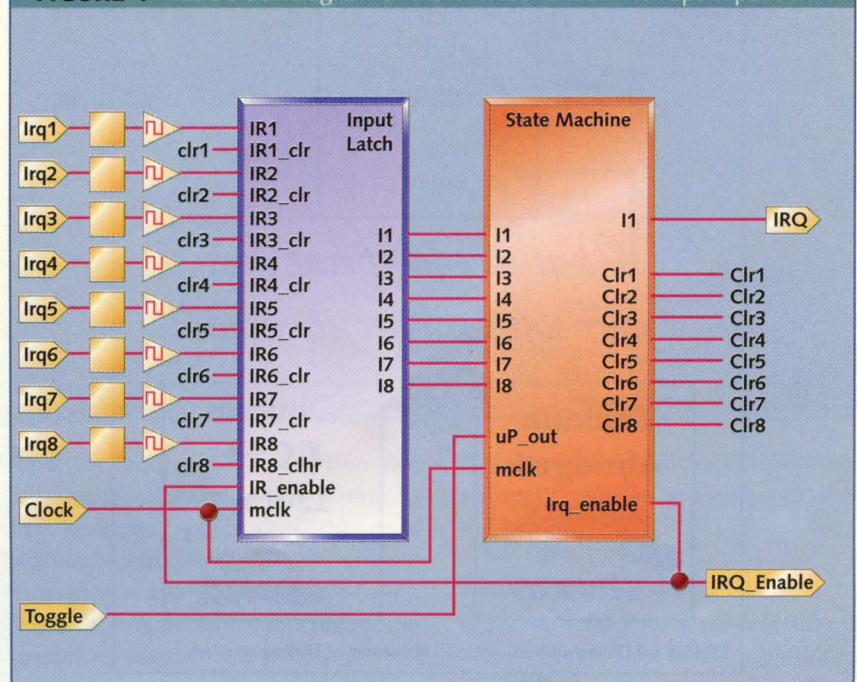 Input
Latch
State Machine
Irq1
Irq2
Irq3
Irq4
Irq5
Irq6
Irq7
Irq8
Clock
Toggle
IR1
clr1
IR1_clr
IR2
clr2
IR2_clr
IR3
clr3
IR3_clr
IR4
clr4
IR4_clr
IR5
clr5
IR5_clr
IR6
clr6
IR6_clr
IR7
clr7
IR7_clr
IR8
clr8
IR8_clhr
IR_enable
mclk
I1
I2
I3
I4
I5
I6
I7
I8
I1
I2
I3
I4
I5
I6
I7
I8
uP_out
mclk
I1
IRQ
Clr1 Clr1
Clr2 Clr2
Clr3 Clr3
Clr4 Clr4
Clr5 Clr5
Clr6 Clr6
Clr7 Clr7
Clr8 Clr8
Irq_enable
IRQ_Enable